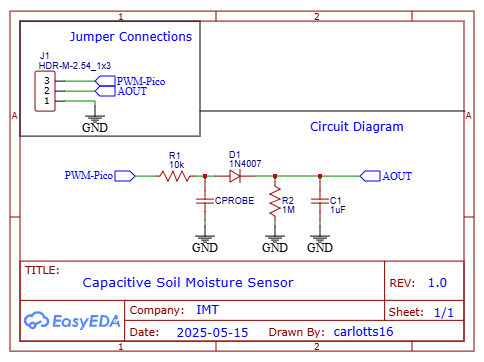 1 2
Jumper Connections
J1
HDR-M-2.54_1x3
3 PWM-Pico
2 AOUT
1
GND
A A
Circuit Diagram
PWM-Pico
R1
10k
D1
1N4007
AOUT
CPROBE
R2
1M
C1
1uF
GND GND GND
TITLE:
Capacitive Soil Moisture Sensor
REV: 1.0
EasyEDA
Company: IMT
Sheet: 1/1
Date: 2025-05-15 Drawn By: carlotts16
1 2